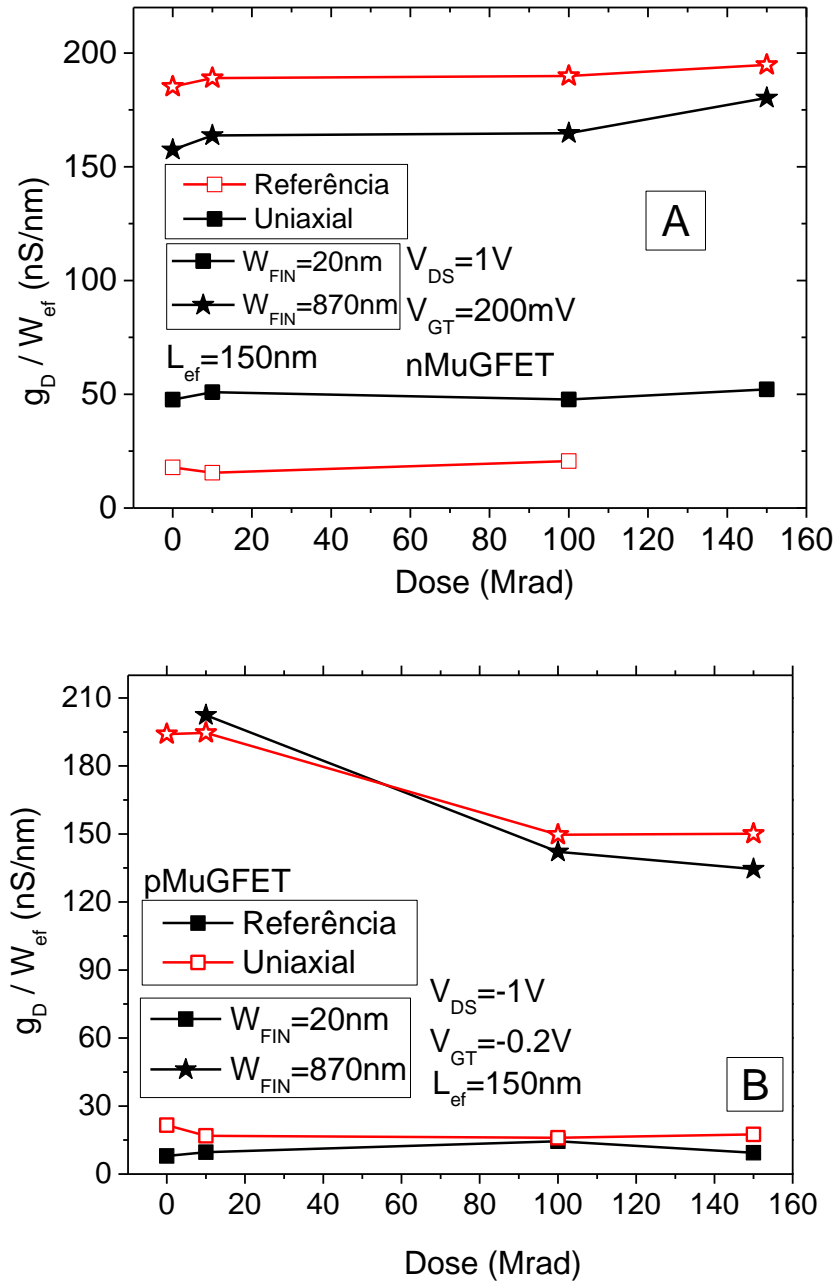 200
150
100
50
0
g_D / W_ef (nS/nm)
Referência
Uniaxial
A
W_FIN=20nm
W_FIN=870nm
V_DS=1V
V_GT=200mV
L_ef=150nm
nMuGFET
0 20 40 60 80 100 120 140 160
Dose (Mrad)
210
180
150
120
90
60
30
0
g_D / W_ef (nS/nm)
pMuGFET
Referência
Uniaxial
W_FIN=20nm
W_FIN=870nm
V_DS=-1V
V_GT=-0.2V
L_ef=150nm
B
0 20 40 60 80 100 120 140 160
Dose (Mrad)